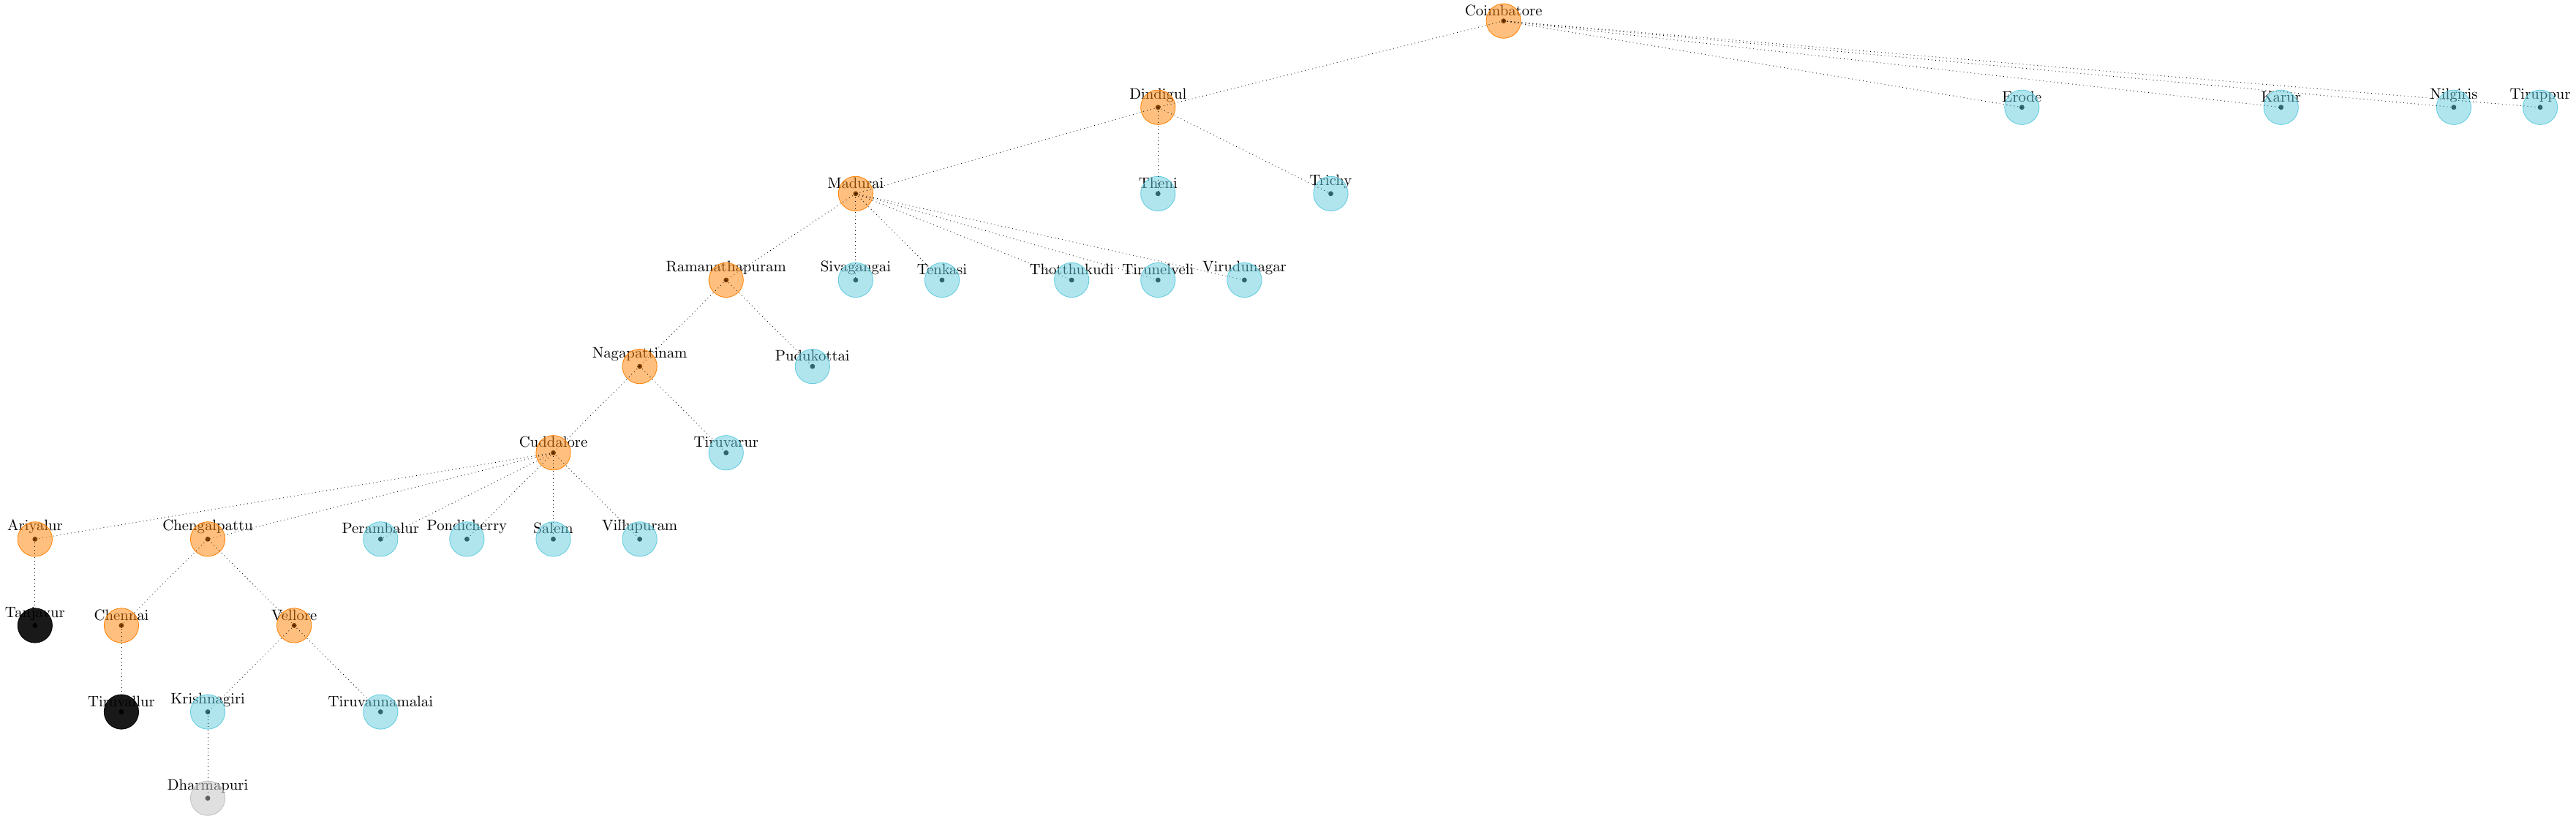 Coimbatore
Dindigul
Erode
Karur
Nilgiris
Tiruppur
Madurai
Theni
Trichy
Ramanathapuram
Sivagangai
Tenkasi
Thotthukudi
Tirunelveli
Virudunagar
Nagapattinam
Pudukottai
Cuddalore
Tiruvarur
Ariyalur
Chengalpattu
Perambalur
Pondicherry
Salem
Villupuram
Tanjavur
Chennai
Vellore
Tiruvallur
Krishnagiri
Tiruvannamalai
Dharmapuri